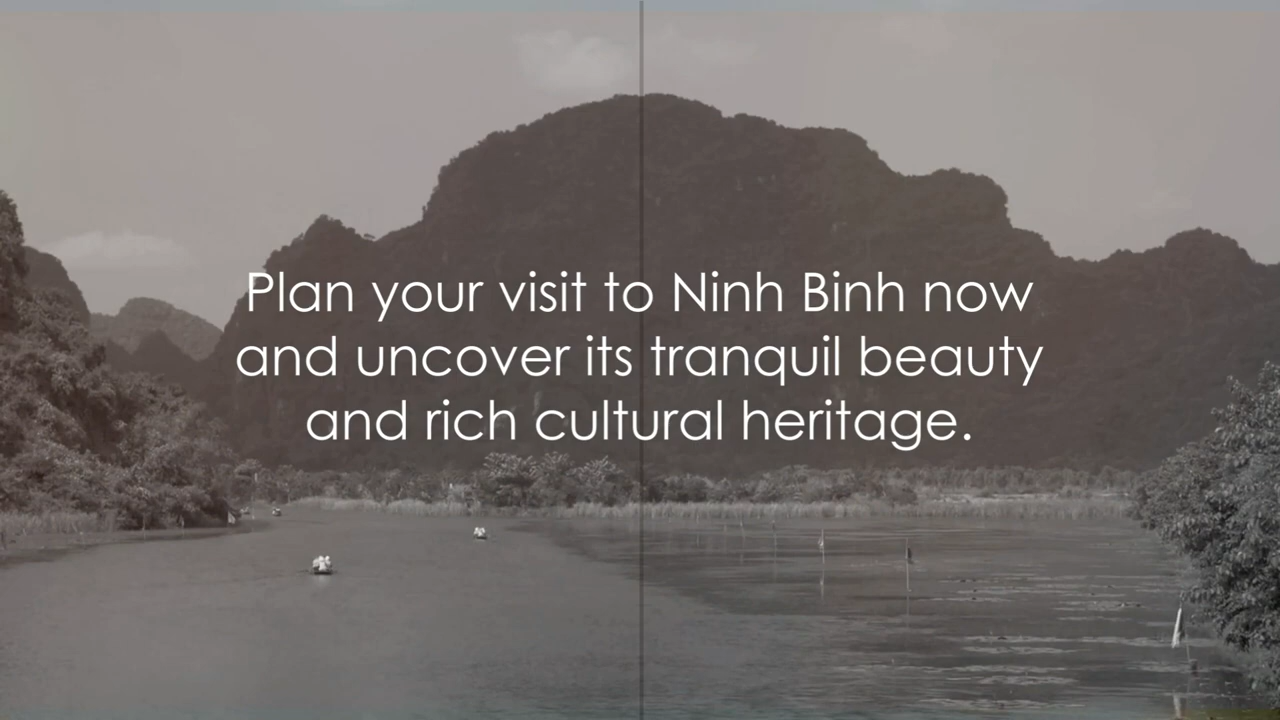 Plan your visit to Ninh Binh now
and uncover its tranquil beauty
and rich cultural heritage.